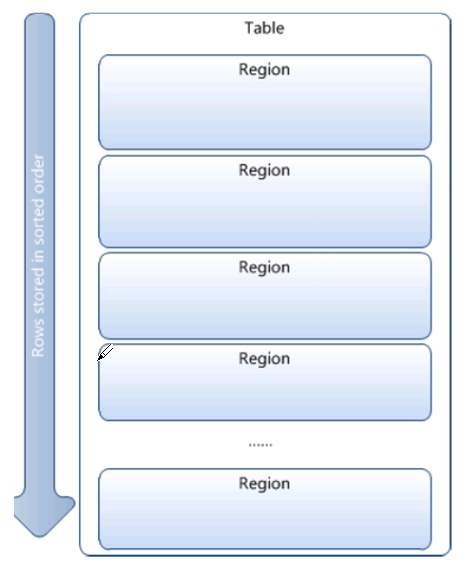 Table
Rows stored in sorted order
Region
Region
Region
Region
......
Region